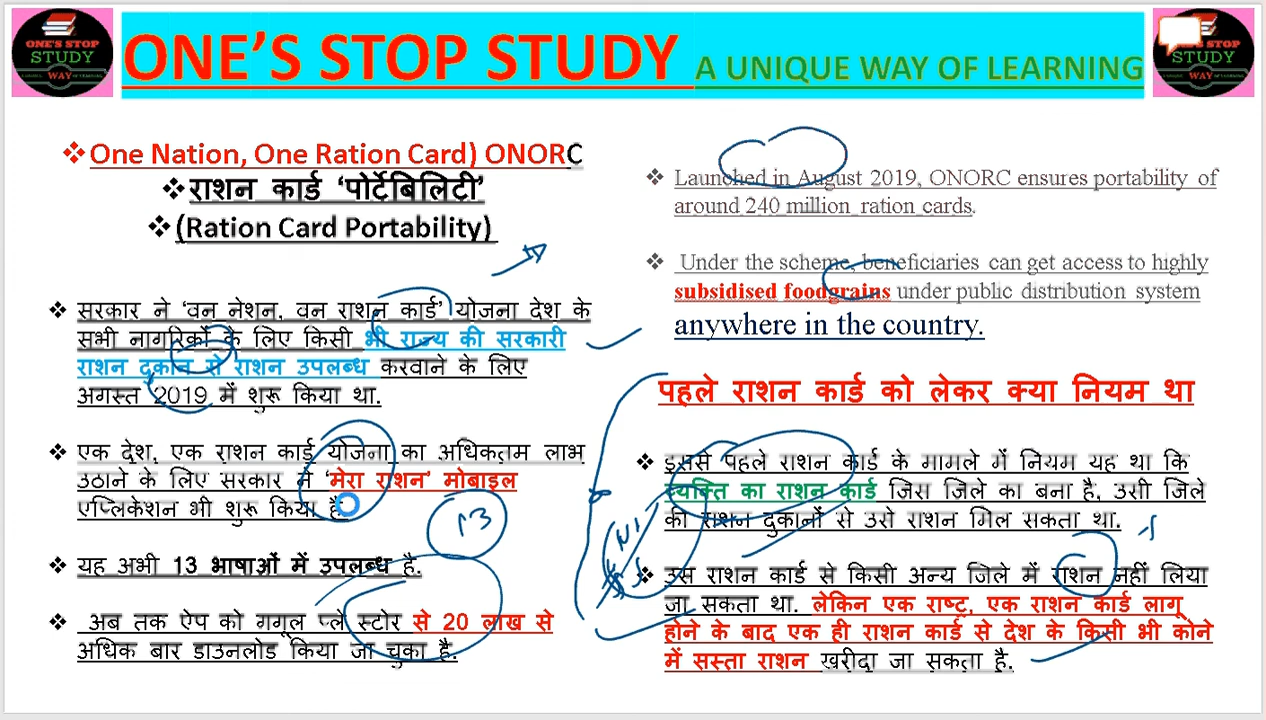 ONE'S STOP STUDY A UNIQUE WAY OF LEARNING
ONE'S STOP
STUDY
WAY
S STOP
STUDY
WAY
❖One Nation, One Ration Card) ONORC
❖राशन कार्ड 'पोर्टेबिलिटी'
❖(Ration Card Portability)
❖ सरकार ने 'वन नेशन, वन राशन कार्ड' योजना देश के
सभी नागरिकों के लिए किसी भी राज्य की सरकारी
राशन दुकान से राशन उपलब्ध करवाने के लिए
अगस्त 2019 में शुरू किया था.
❖ एक देश, एक राशन कार्ड योजना का अधिकतम लाभ
उठाने के लिए सरकार ने 'मेरा राशन' मोबाइल
एप्लिकेशन भी शुरू किया है
13
❖ यह अभी 13 भाषाओं में उपलब्ध है.
❖ अब तक ऐप को गगूल प्ले स्टोर से 20 लाख से
अधिक बार डाउनलोड किया जा चुका है.
❖ Launched in August 2019, ONORC ensures portability of
around 240 million ration cards.
❖ Under the scheme, beneficiaries can get access to highly
subsidised foodgrains under public distribution system
anywhere in the country.
पहले राशन कार्ड को लेकर क्या नियम था
❖ इससे पहले राशन कार्ड के मामले में नियम यह था कि
व्यक्ति का राशन कार्ड जिस जिले का बना है, उसी जिले
की राशन दुकानों से उसे राशन मिल सकता था.
❖ उस राशन कार्ड से किसी अन्य जिले में राशन नहीं लिया
जा सकता था. लेकिन एक राष्ट्र, एक राशन कार्ड लागू
होने के बाद एक ही राशन कार्ड से देश के किसी भी कोने
में सस्ता राशन खरीदा जा सकता है.